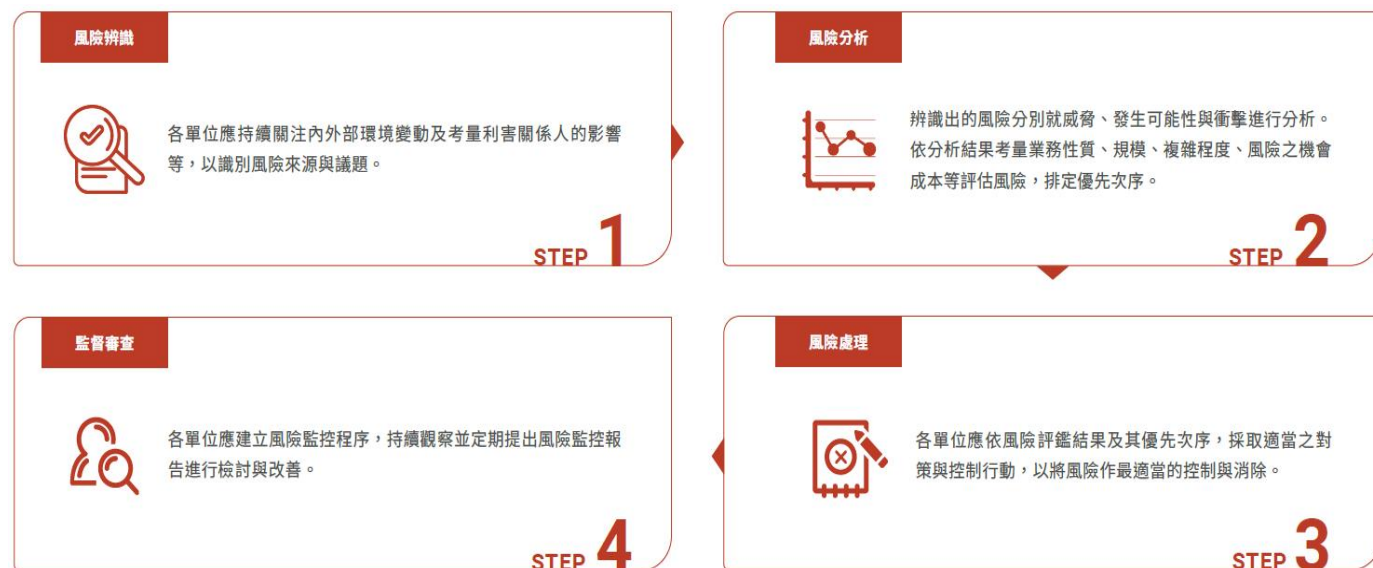 風險辨識
各單位應持續關注內外部環境變動及考量利害關係人的影響
等，以識別風險來源與議題。
STEP 1
風險分析
辨識出的風險分別就威脅、發生可能性與衝擊進行分析。
依分析結果考量業務性質、規模、複雜程度、風險之機會
成本等評估風險，排定優先次序。
STEP 2
風險處理
各單位應依風險評鑑結果及其優先次序，採取適當之對
策與控制行動，以將風險作最適當的控制與消除。
STEP 3
監督審查
各單位應建立風險監控程序，持續觀察並定期提出風險監控報
告進行檢討與改善。
STEP 4